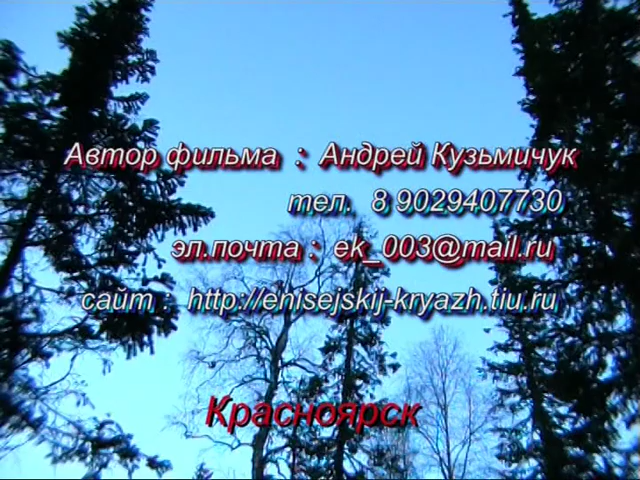 Автор фильма : Андрей Кузьмичук
тел. 8 9029407730
эл.почта : ek_003@mail.ru
сайт : http://enisejskij-kryazh.tiu.ru
Красноярск